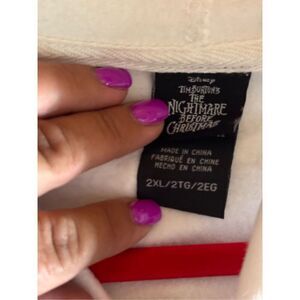 Disney
TIM BURTON'S
THE
NIGHTMARE
BEFORE
CHRISTMAS
MADE IN CHINA
FABRIQUÉ EN CHINE
HECHO EN CHINA
2XL/2TG/2EG